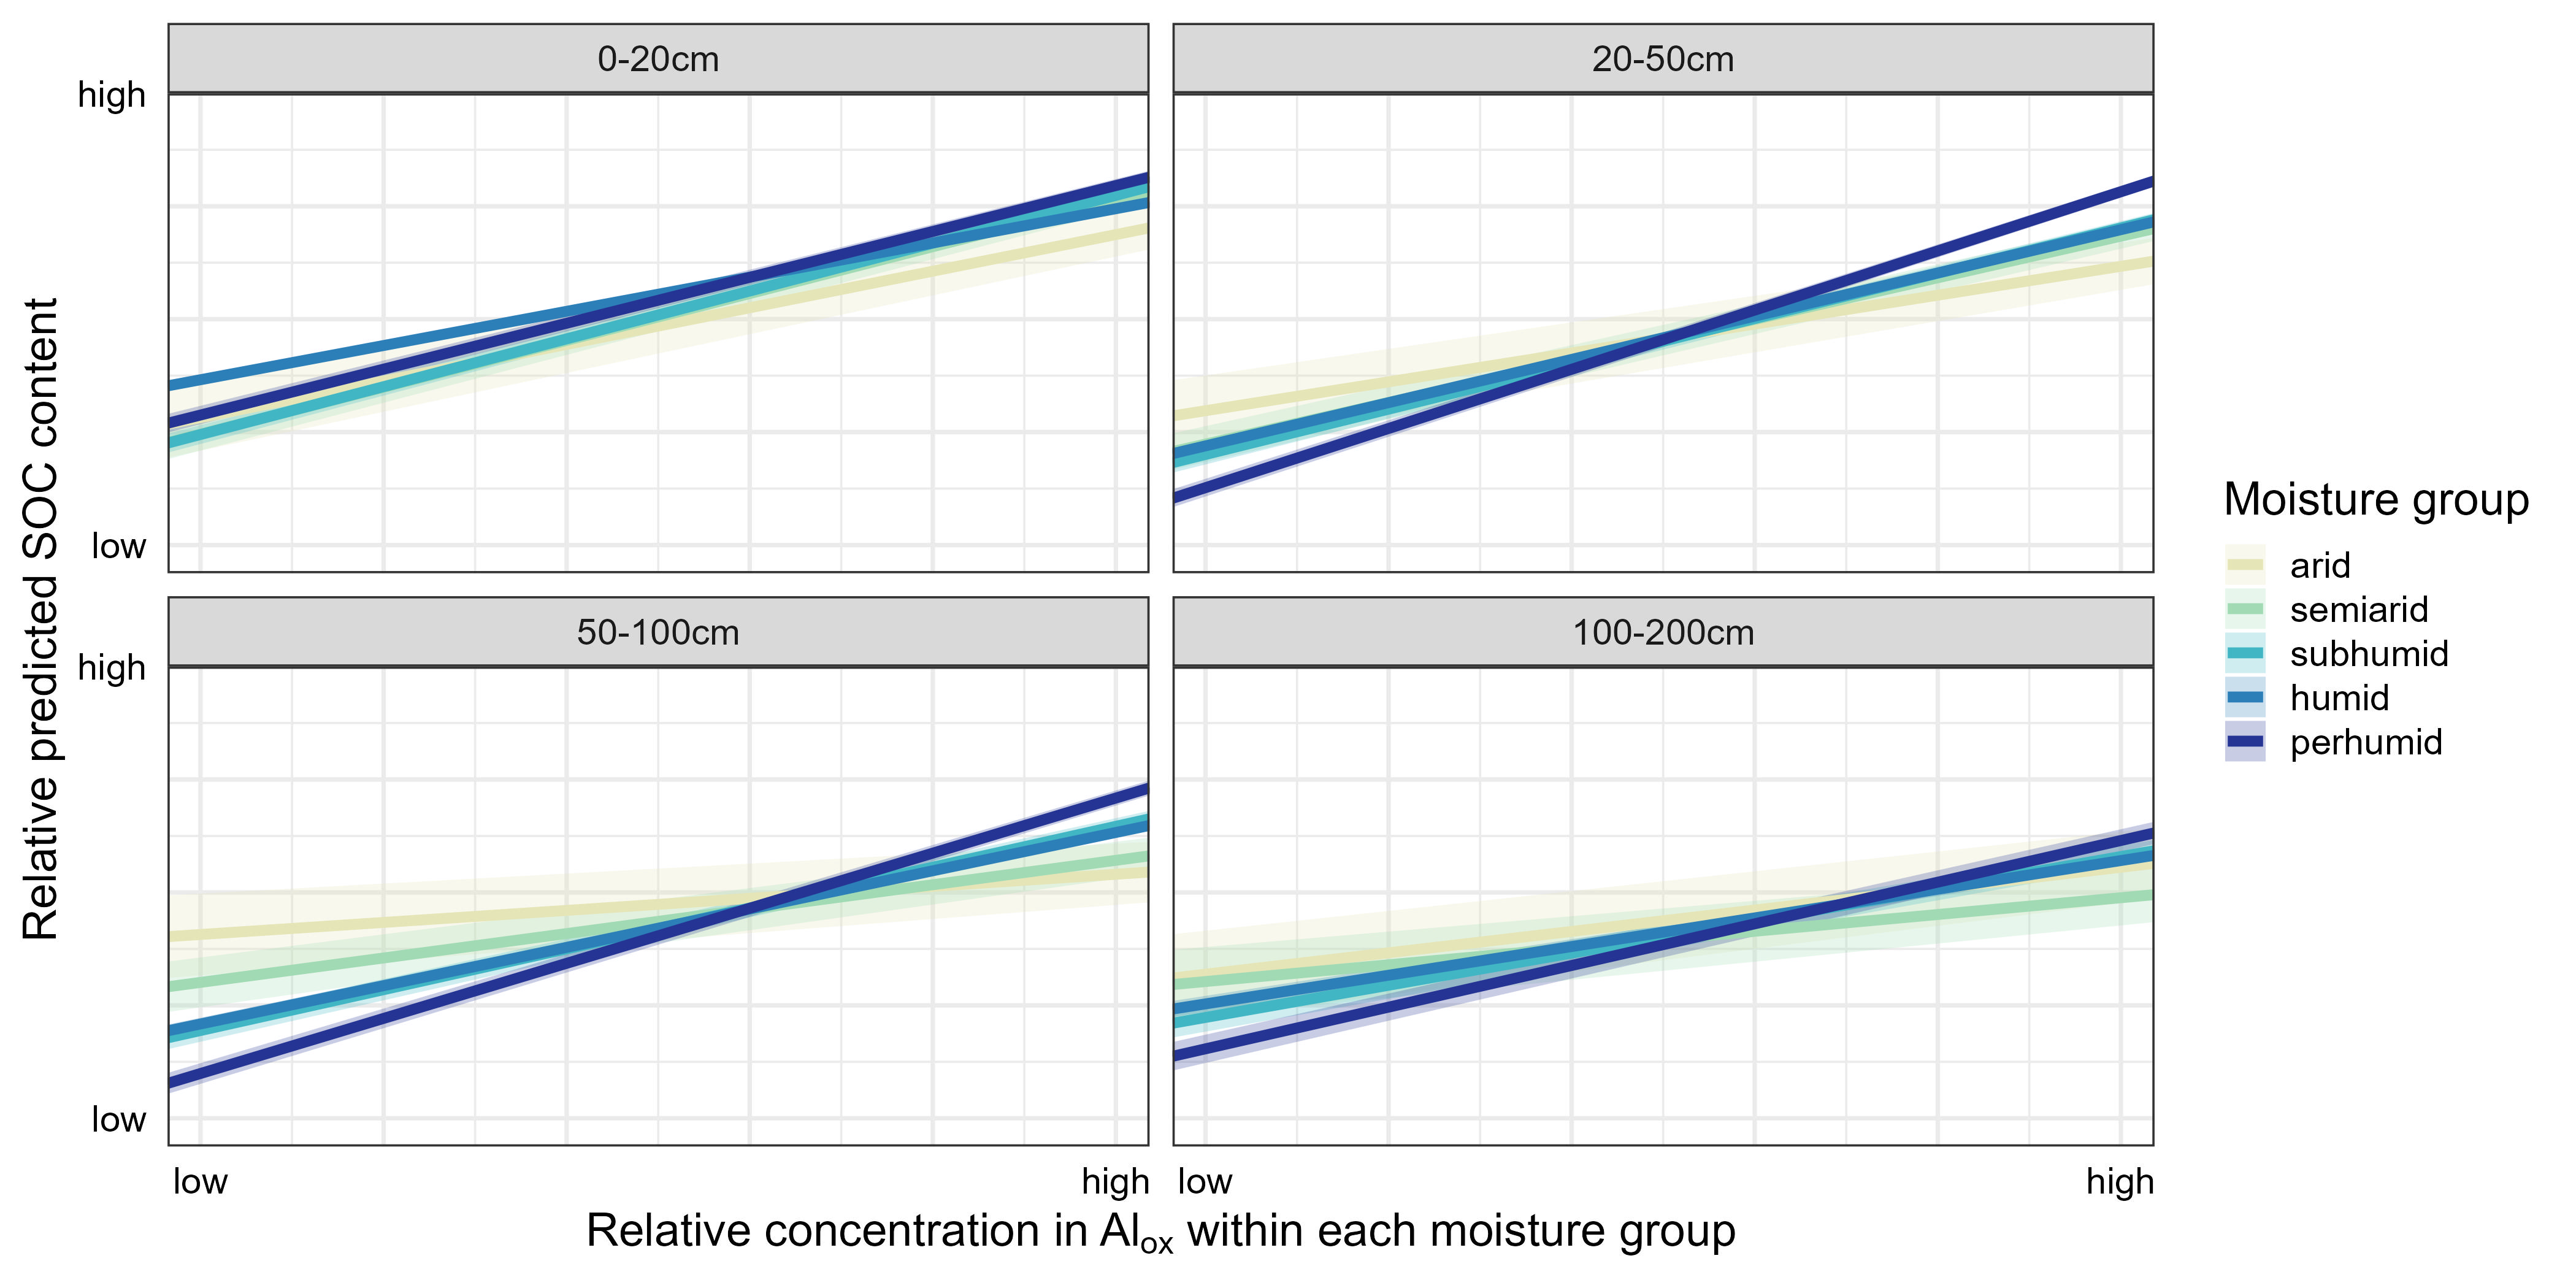 0-20cm
20-50cm
high
low
50-100cm
100-200cm
high
low
low
high
low
high
Relative predicted SOC content
Relative concentration in Alox within each moisture group
Moisture group
arid
semiarid
subhumid
humid
perhumid